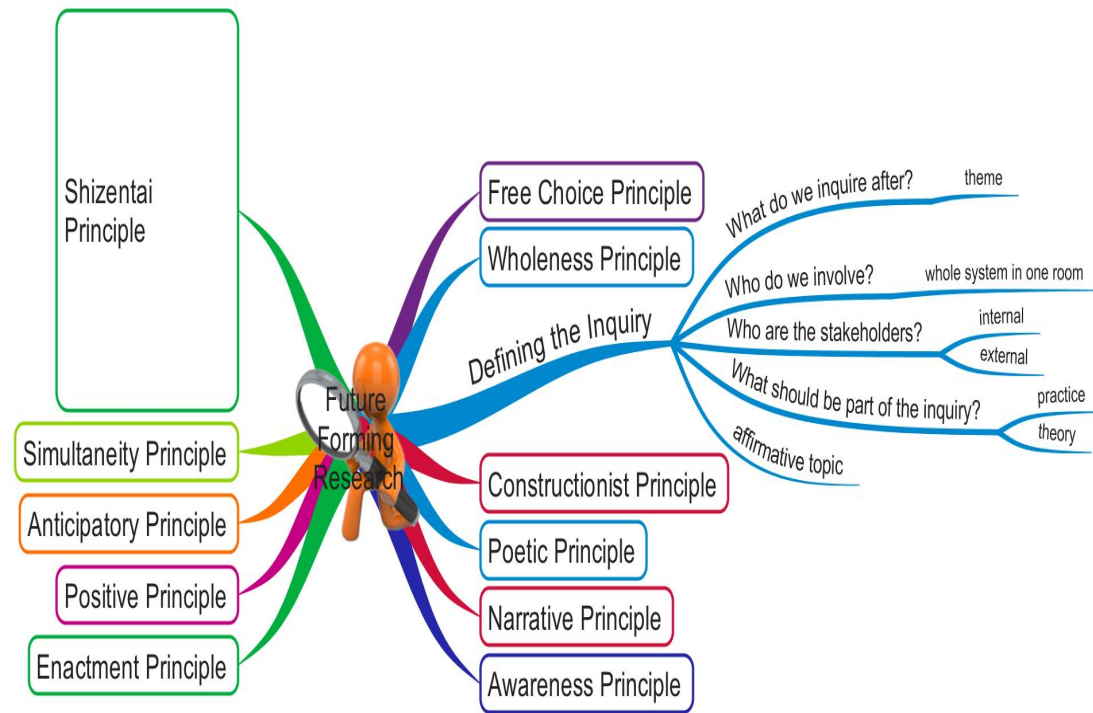 Shizentai
Principle
Simultaneity Principle
Anticipatory Principle
Positive Principle
Enactment Principle
Future
Forming
Research
Free Choice Principle
Wholeness Principle
Defining the Inquiry
What do we inquire after?
theme
Who do we involve?
whole system in one room
Who are the stakeholders?
internal
external
What should be part of the inquiry?
practice
theory
affirmative topic
Constructionist Principle
Poetic Principle
Narrative Principle
Awareness Principle